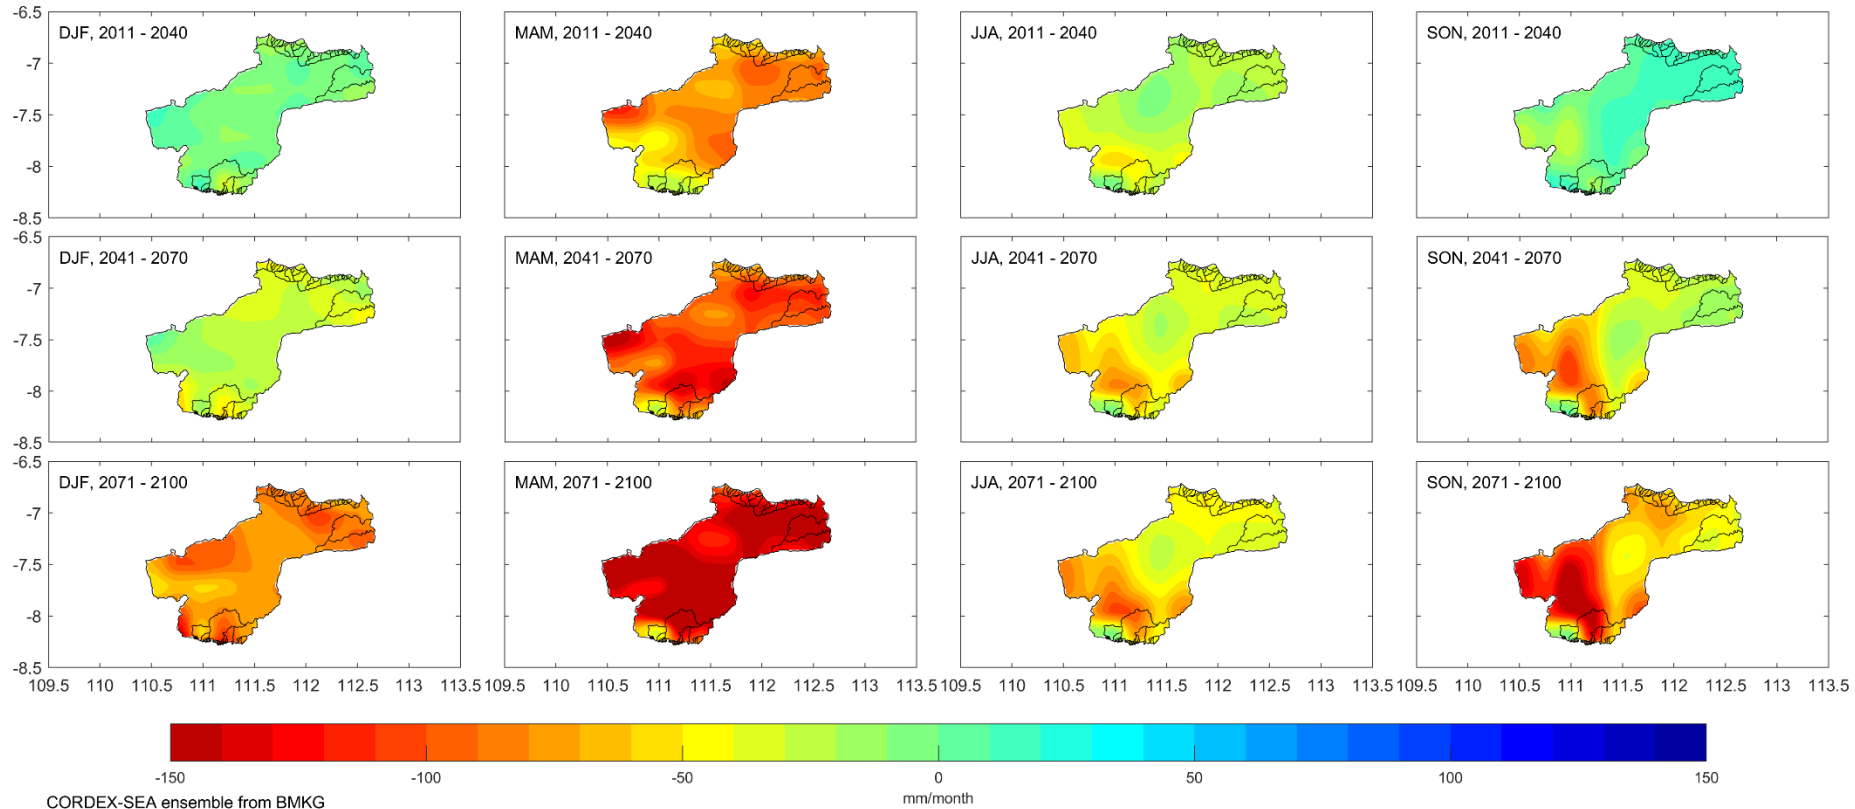 -6.5
DJF, 2011 - 2040 MAM, 2011 - 2040 JJA, 2011 - 2040 SON, 2011 - 2040
-7
-7.5
-8
-8.5
-6.5
DJF, 2041 - 2070 MAM, 2041 - 2070 JJA, 2041 - 2070 SON, 2041 - 2070
-7
-7.5
-8
-8.5
-6.5
DJF, 2071 - 2100 MAM, 2071 - 2100 JJA, 2071 - 2100 SON, 2071 - 2100
-7
-7.5
-8
-8.5
109.5 110 110.5 111 111.5 112 112.5 113 113.5 109.5 110 110.5 111 111.5 112 112.5 113 113.5 109.5 110 110.5 111 111.5 112 112.5 113 113.5 109.5 110 110.5 111 111.5 112 112.5 113 113.5
-150 -100 -50 0 50 100 150
mm/month
CORDEX-SEA ensemble from BMKG